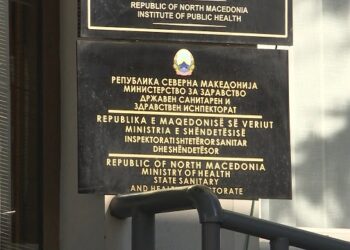 REPUBLIC OF NORTH MACEDONIA
INSTITUTE OF PUBLIC HEALTH
РЕПУБЛИКА СЕВЕРНА МАКЕДОНИЈА
МИНИСТЕРСТВО ЗА ЗДРАВСТВО
ДРЖАВЕН САНИТАРЕН И
ЗДРАВСТВЕН ИНСПЕКТОРАТ
REPUBLIKA E MAQEDONISË SË VERIUT
MINISTRIA E SHËNDETËSISË
INSPEKTORATI SHTETËROR SANITAR
DHE SHËNDETËSOR
REPUBLIC OF NORTH MACEDONIA
MINISTRY OF HEALTH
STATE SANITARY
AND